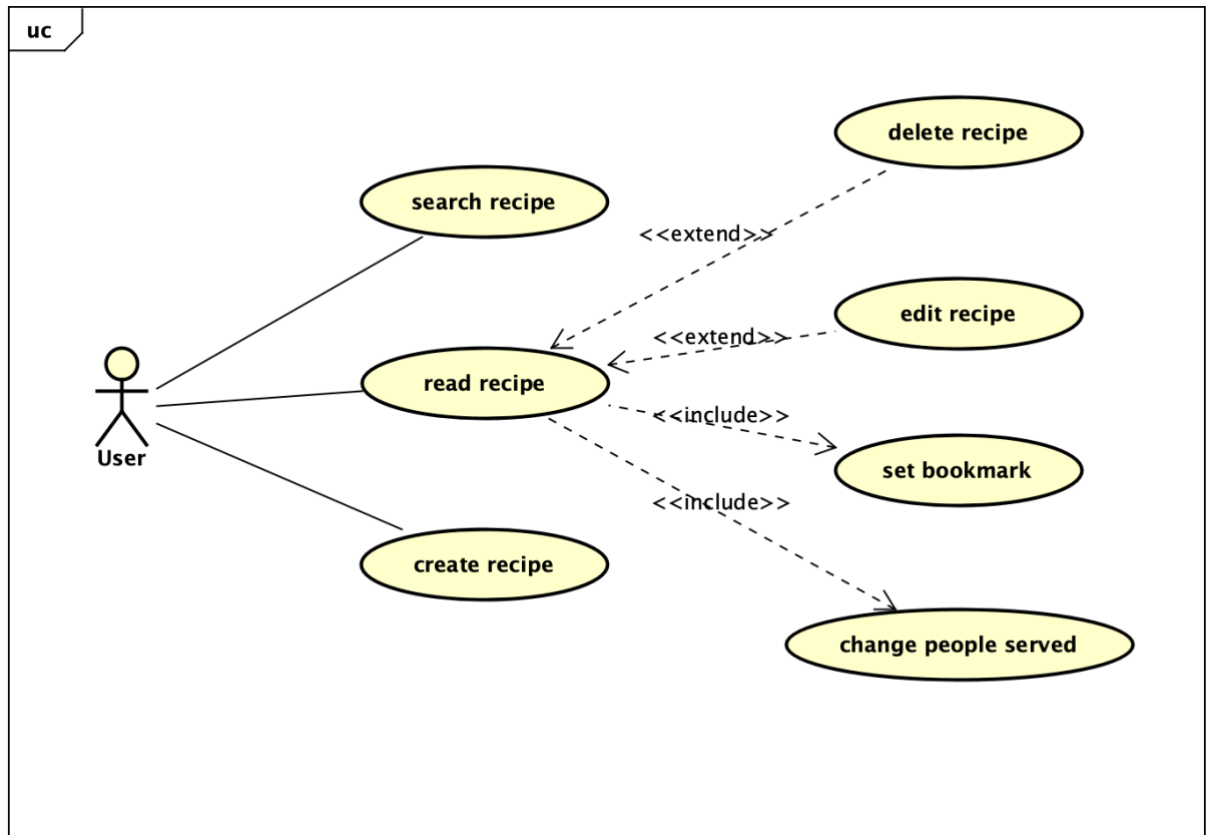 uc
delete recipe
search recipe
<<extend>>
edit recipe
<<extend>>
read recipe
<<include>>
User
set bookmark
<<include>>
create recipe
change people served